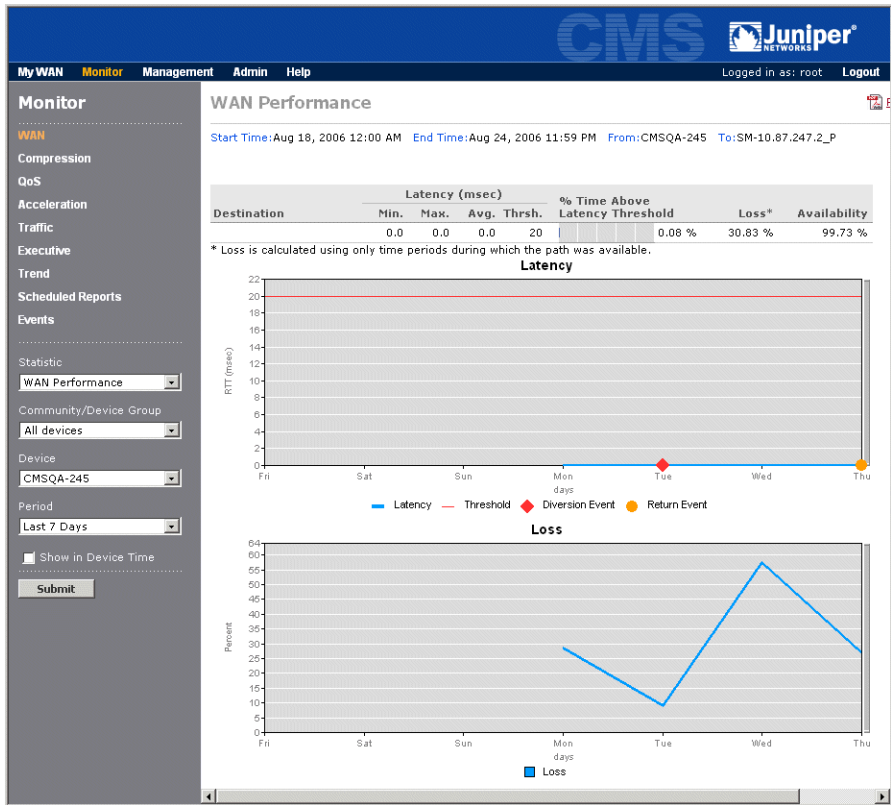 CMS
Juniper®
NETWORKS
My WAN Monitor Management Admin Help Logged in as: root Logout
Monitor
WAN
Compression
QoS
Acceleration
Traffic
Executive
Trend
Scheduled Reports
Events
Statistic
WAN Performance
Community/Device Group
All devices
Device
CMSQA-245
Period
Last 7 Days
Show in Device Time
Submit
WAN Performance
Start Time:Aug 18, 2006 12:00 AM End Time:Aug 24, 2006 11:59 PM From:CMSQA-245 To:SM-10.87.247.2_P
Latency (msec) % Time Above
Destination Min. Max. Avg. Thrsh. Latency Threshold Loss* Availability
0.0 0.0 0.0 20 0.08 % 30.83 % 99.73 %
* Loss is calculated using only time periods during which the path was available.
Latency
RTT (msec)
22
20
18
16
14
12
10
8
6
4
2
0
Fri Sat Sun Mon Tue Wed Thu
days
Latency Threshold Diversion Event Return Event
Loss
Percent
64
60
55
50
45
40
35
30
25
20
15
10
5
0
Fri Sat Sun Mon Tue Wed Thu
days
Loss